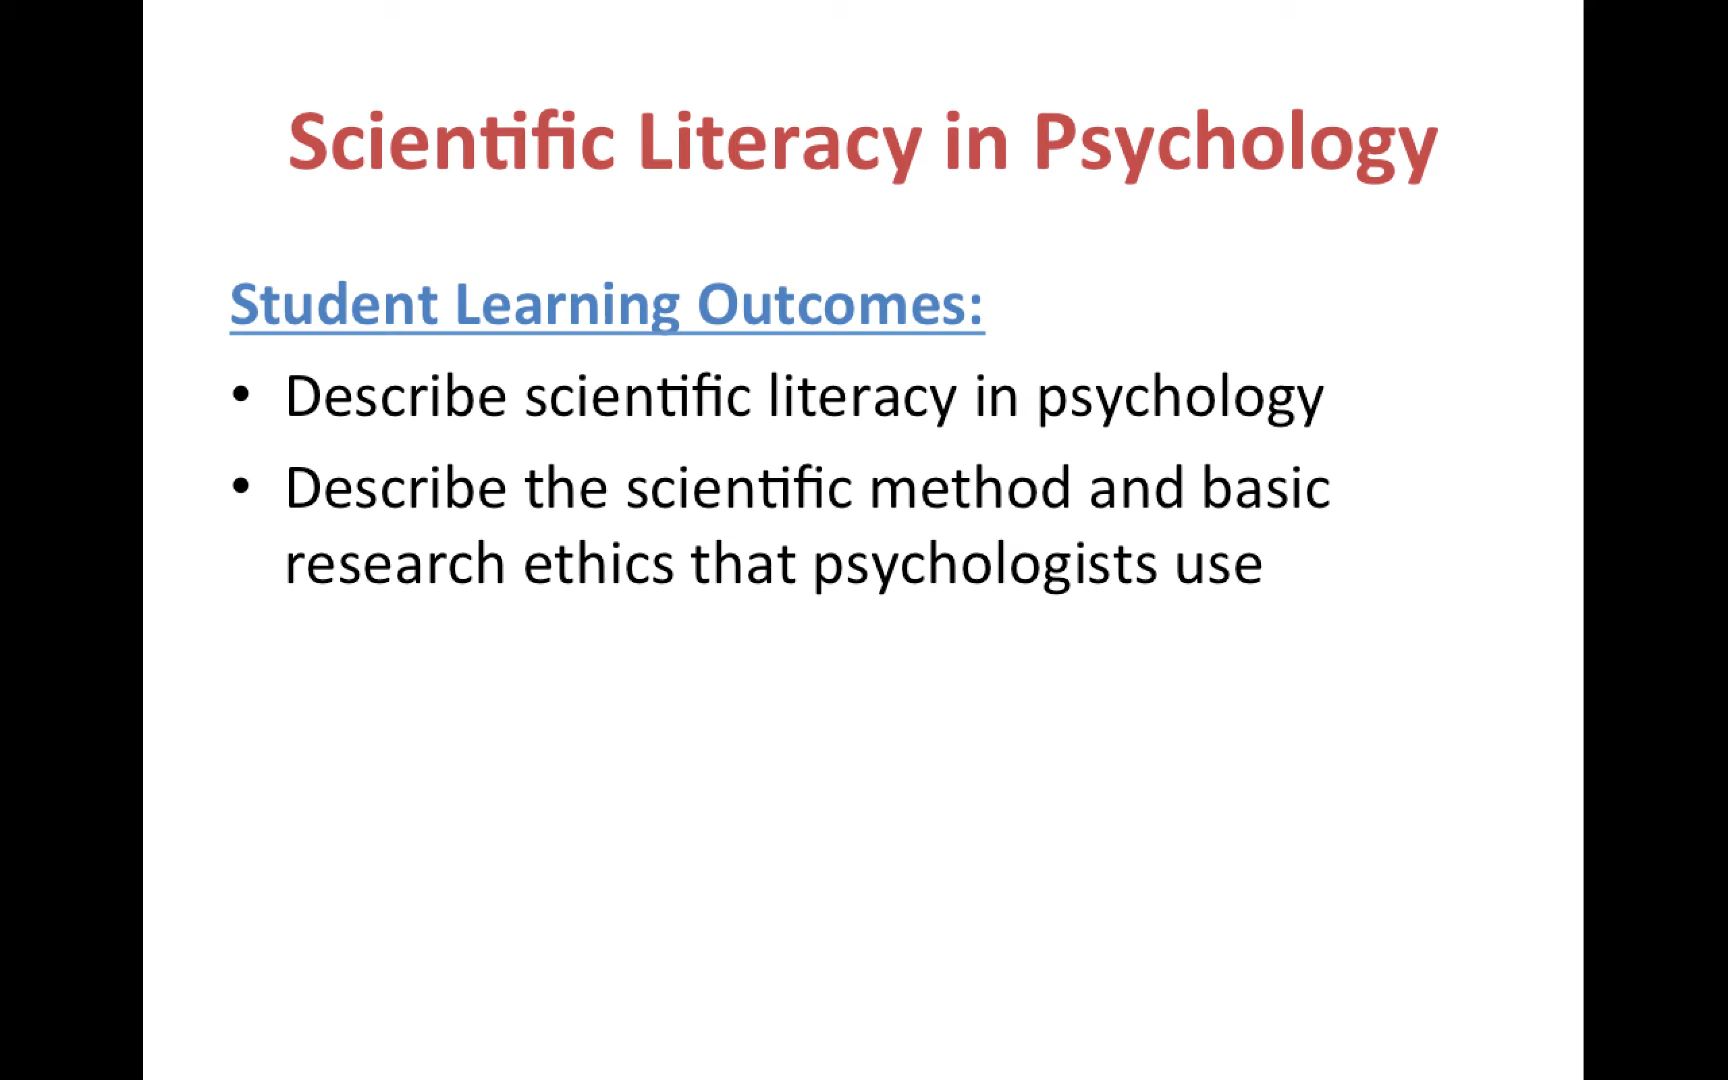 Scientific Literacy in Psychology
Student Learning Outcomes:
• Describe scientific literacy in psychology
• Describe the scientific method and basic
research ethics that psychologists use